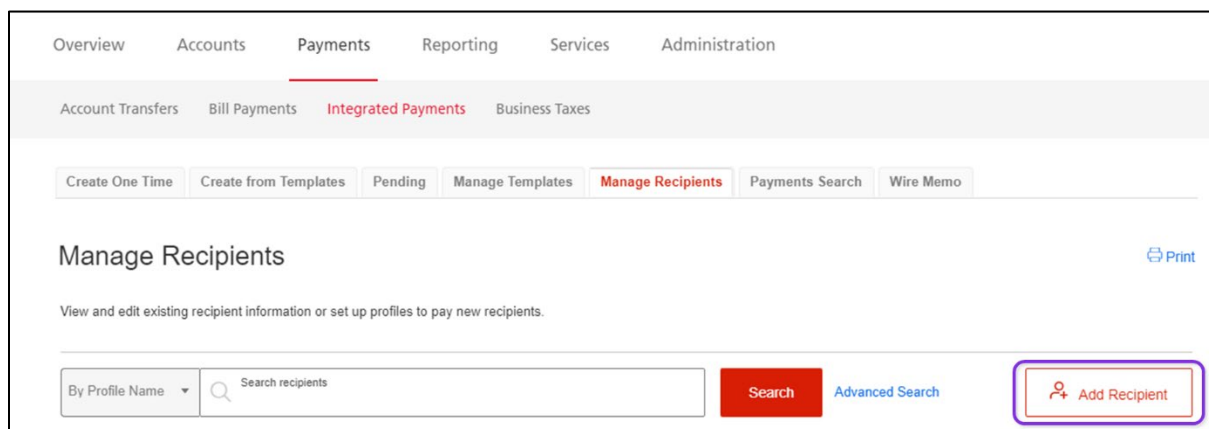 Overview Accounts Payments Reporting Services Administration
Account Transfers Bill Payments Integrated Payments Business Taxes
Create One Time Create from Templates Pending Manage Templates Manage Recipients Payments Search Wire Memo
Manage Recipients Print
View and edit existing recipient information or set up profiles to pay new recipients.
By Profile Name Search recipients Search Advanced Search Add Recipient